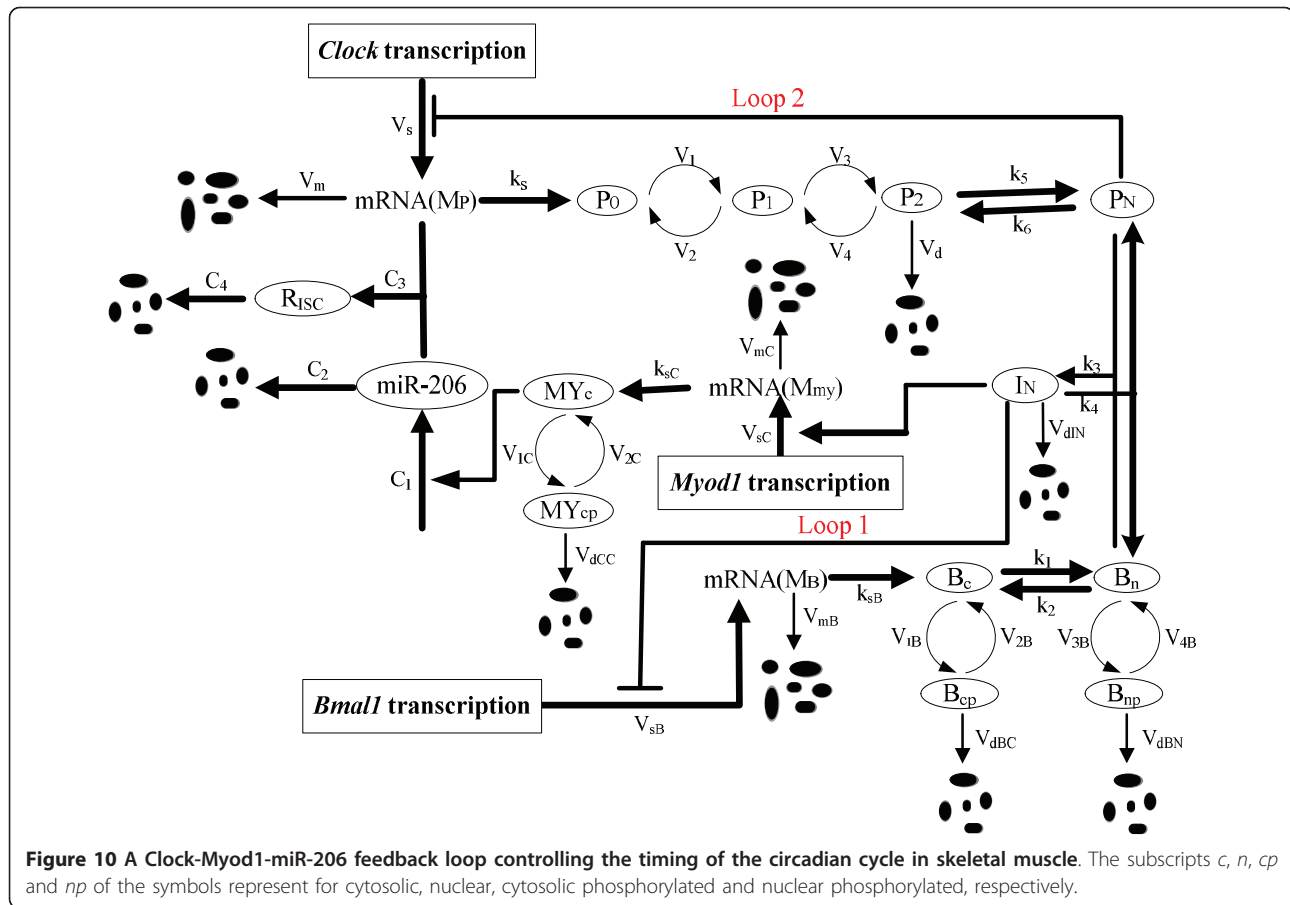 Clock transcription
Loop 2
Vs
Vm
mRNA(MP)
ks
P0
V1
V2
P1
V3
V4
P2
k5
k6
PN
Vd
C4
RISC
C3
VmC
C2
miR-206
MYc
ksC
mRNA(Mmy)
IN
k3
k4
VsC
VdIN
C1
V1C
V2C
Myod1 transcription
MYcp
Loop 1
VdCC
mRNA(MB)
ksB
Bc
k1
k2
Bn
VmB
V1B
V2B
V3B
V4B
Bmal1 transcription
VsB
Bcp
Bnp
VdBC
VdBN
Figure 10 A Clock-Myod1-miR-206 feedback loop controlling the timing of the circadian cycle in skeletal muscle. The subscripts c, n, cp
and np of the symbols represent for cytosolic, nuclear, cytosolic phosphorylated and nuclear phosphorylated, respectively.